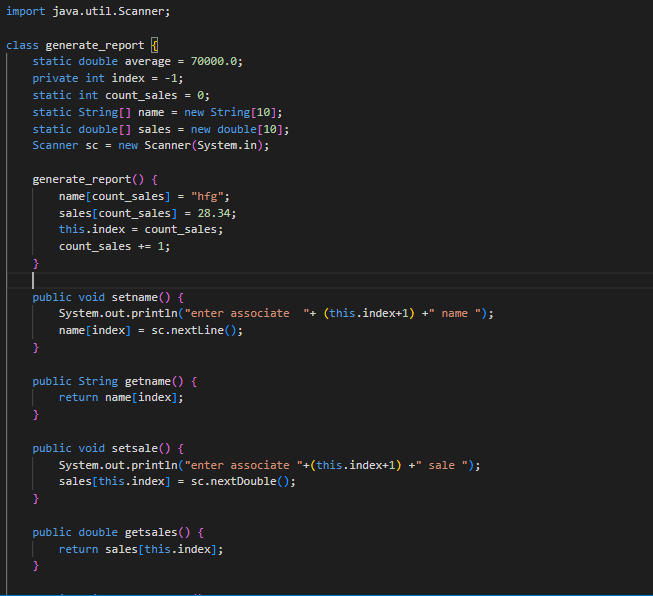 import java.util.Scanner;
class generate_report {
static double average = 70000.0;
private int index = -1;
static int count_sales = 0;
static String[] name = new String[10];
static double[] sales = new double[10];
Scanner sc = new Scanner(System.in);
generate_report() {
name[count_sales] = "hfg";
sales[count_sales] = 28.34;
this.index = count_sales;
count_sales += 1;
}
public void setname() {
System.out.println("enter associate  "+ (this.index+1) +" name ");
name[index] = sc.nextLine();
}
public String getname() {
return name[index];
}
public void setsale() {
System.out.println("enter associate "+(this.index+1) +" sale ");
sales[this.index] = sc.nextDouble();
}
public double getsales() {
return sales[this.index];
}